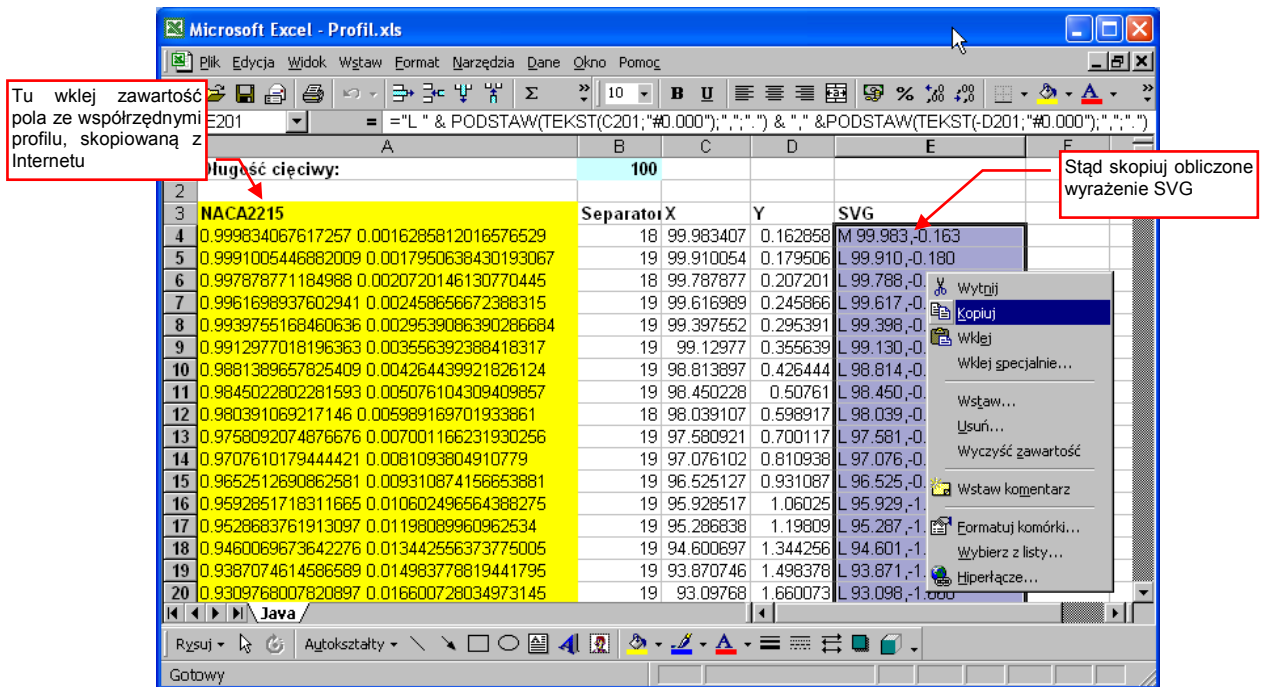 Microsoft Excel - Profil.xls
Plik Edycja Widok Wstaw Format Narzędzia Dane Okno Pomoc
Tu wklej zawartość
pola ze współrzędnymi
profilu, skopiowaną z
Internetu
10 B U Σ % A
E201 = ="L " & PODSTAW(TEKST(C201;"#0.000");",";".") & "," &PODSTAW(TEKST(-D201;"#0.000");",";".")
A B C D E F
Długość cięciwy: 100
Stąd skopiuj obliczone
wyrażenie SVG
2
3 NACA2215 Separator X Y SVG
4 0.999834067617257 0.0016285812016576529 18 99.983407 0.162858 M 99.983,-0.163
5 0.9991005446882009 0.0017950638430193067 19 99.910054 0.179506 L 99.910,-0.180
6 0.997878771184988 0.0020720146130770445 18 99.787877 0.207201 L 99.788,-0.
7 0.9961698937602941 0.002458656672388315 19 99.616989 0.245866 L 99.617,-0.
8 0.9939755168460636 0.0029539086390286684 19 99.397552 0.295391 L 99.398,-0.
9 0.9912977018196363 0.003556392388418317 19 99.12977 0.355639 L 99.130,-0.
10 0.9881389657825409 0.004264439921826124 19 98.813897 0.426444 L 98.814,-0.
11 0.9845022802281593 0.005076104309409857 19 98.450228 0.50761 L 98.450,-0.
12 0.980391069217146 0.005989169701933861 18 98.039107 0.598917 L 98.039,-0.
13 0.9758092074876676 0.007001166231930256 19 97.580921 0.700117 L 97.581,-0.
14 0.9707610179444421 0.00810938049107​79 19 97.076102 0.810938 L 97.076,-0.
15 0.9652512690862581 0.009310874156653881 19 96.525127 0.931087 L 96.525,-0.
16 0.9592851718311665 0.010602496564388275 19 95.928517 1.06025 L 95.929,-1.
17 0.9528683761913097 0.011980899609​62534 19 95.286838 1.19809 L 95.287,-1.
18 0.9460069673642276 0.013442556373775005 19 94.600697 1.344256 L 94.601,-1.
19 0.9387074614586589 0.014983778819441795 19 93.870746 1.498378 L 93.871,-1.
20 0.9309768007820897 0.016600728034973145 19 93.09768 1.660073 L 93.098,-1.660
Wytnij
Kopiuj
Wklej
Wklej specjalnie...
Wstaw...
Usuń...
Wyczyść zawartość
Wstaw komentarz
Formatuj komórki...
Wybierz z listy...
Hiperłącze...
Java
Rysuj Autokształty A
Gotowy